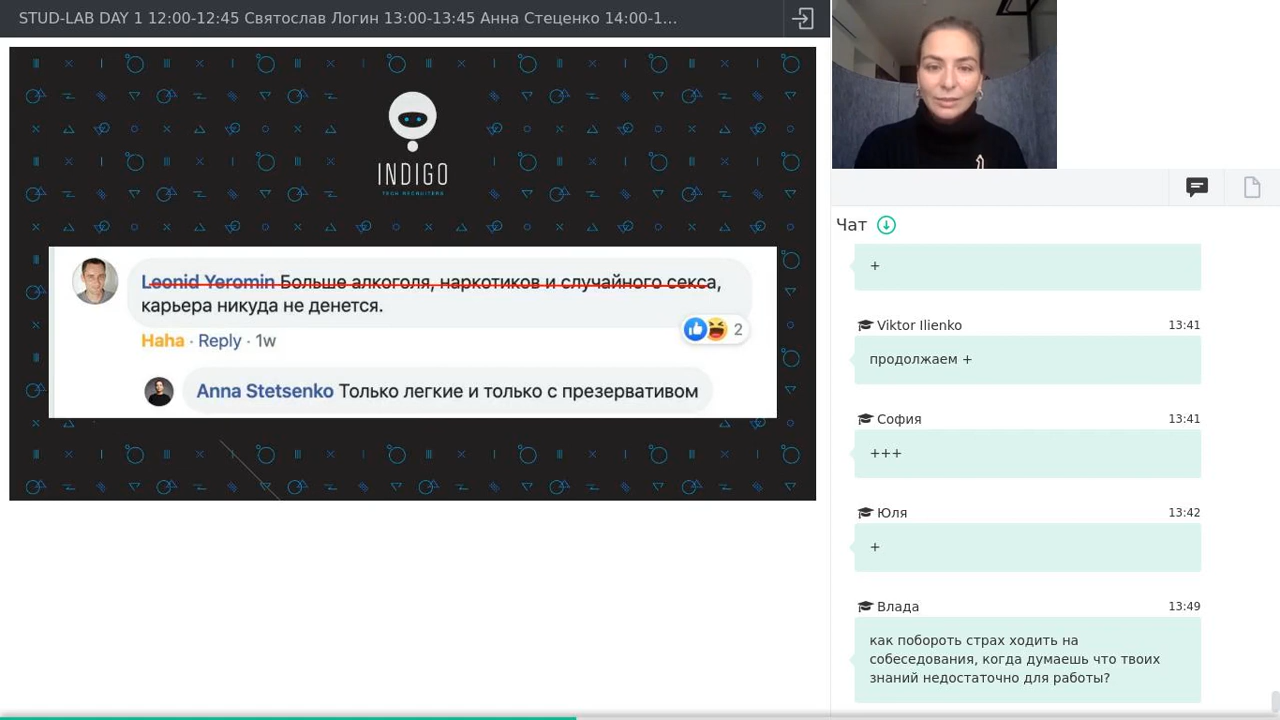 STUD-LAB DAY 1 12:00-12:45 Святослав Логин 13:00-13:45 Анна Стеценко 14:00-1...
INDIGO
TECH RECRUITERS
Leonid Yeromin Больше алкоголя, наркотиков и случайного секса,
карьера никуда не денется.
Haha · Reply · 1w
2
Anna Stetsenko Только легкие и только с презервативом
Чат
+
Viktor Ilienko 13:41
продолжаем +
София 13:41
+++
Юля 13:42
+
Влада 13:49
как побороть страх ходить на
собеседования, когда думаешь что твоих
знаний недостаточно для работы?